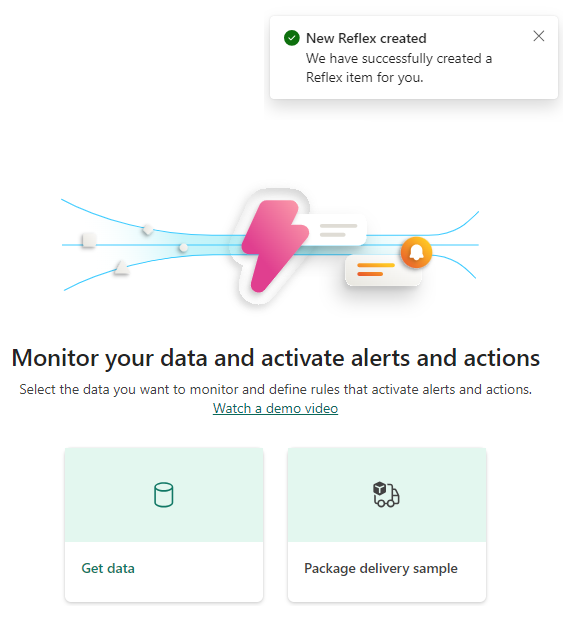 New Reflex created
We have successfully created a
Reflex item for you.
Monitor your data and activate alerts and actions
Select the data you want to monitor and define rules that activate alerts and actions.
Watch a demo video
Get data
Package delivery sample